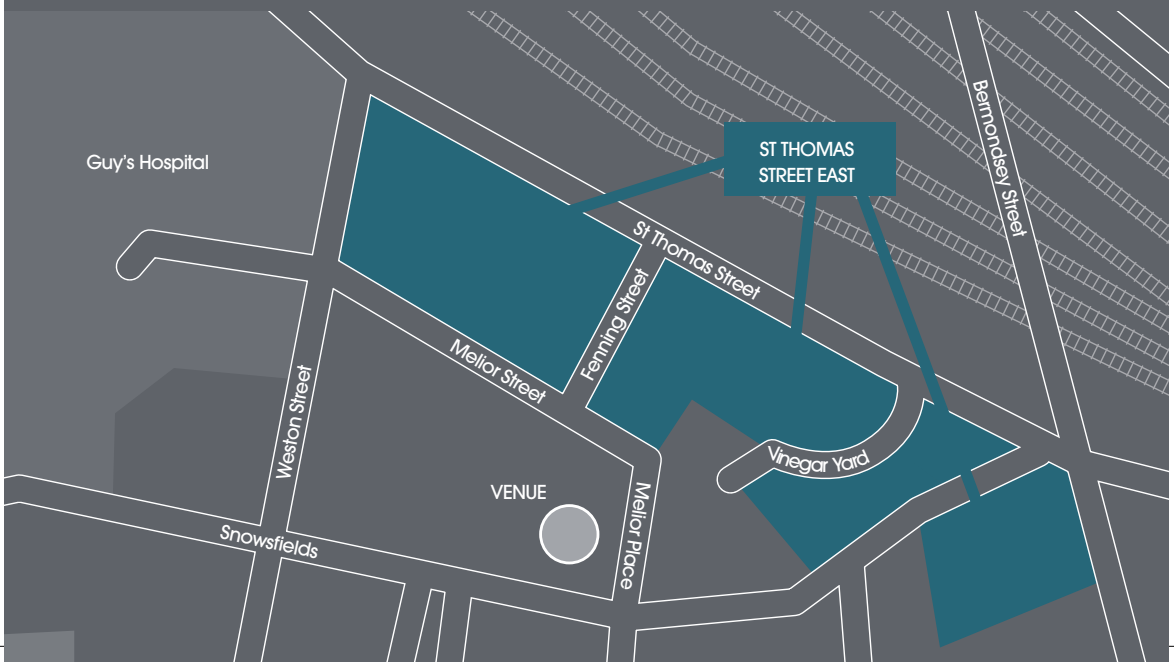 Guy's Hospital
ST THOMAS
STREET EAST
Bermondsey Street
St Thomas Street
Fenning Street
Melior Street
Weston Street
Vinegar Yard
VENUE
Melior Place
Snowsfields